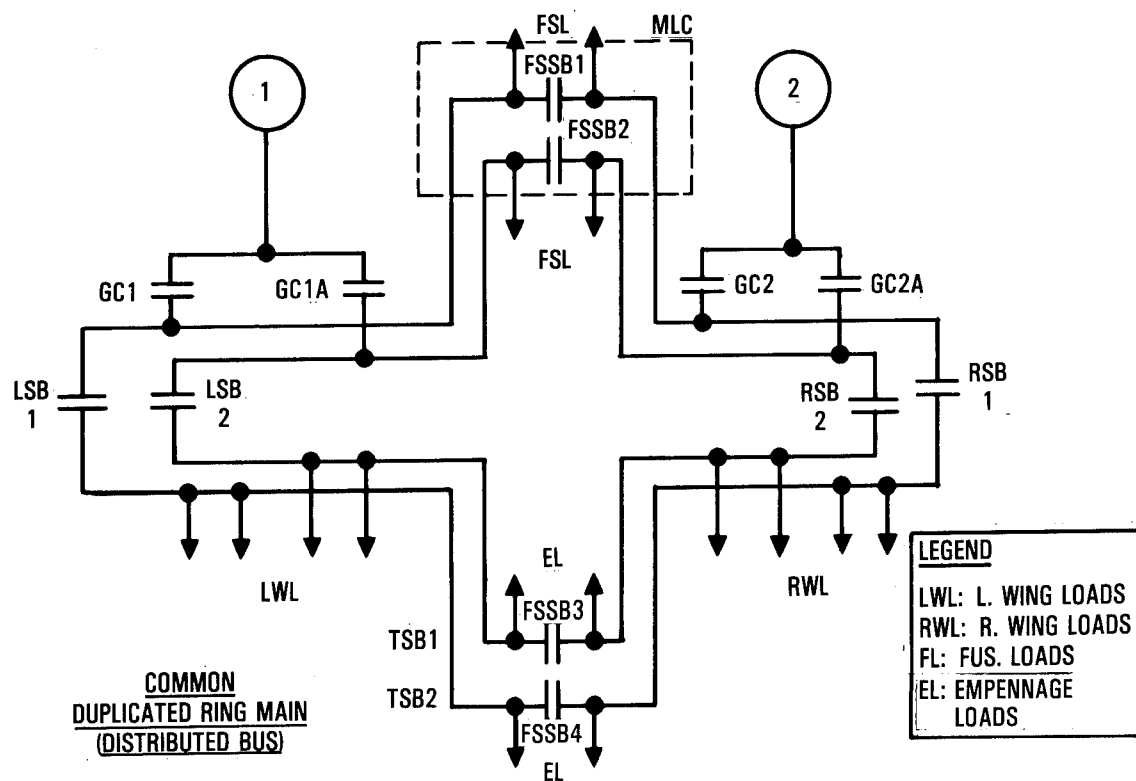 FSL
MLC
FSSB1
1
2
FSSB2
FSL
GC1
GC1A
GC2
GC2A
LSB
1
LSB
2
RSB
2
RSB
1
LWL
EL
RWL
FSSB3
TSB1
TSB2
FSSB4
EL
COMMON
DUPLICATED RING MAIN
(DISTRIBUTED BUS)
LEGEND
LWL: L. WING LOADS
RWL: R. WING LOADS
FL: FUS. LOADS
EL: EMPENNAGE
LOADS